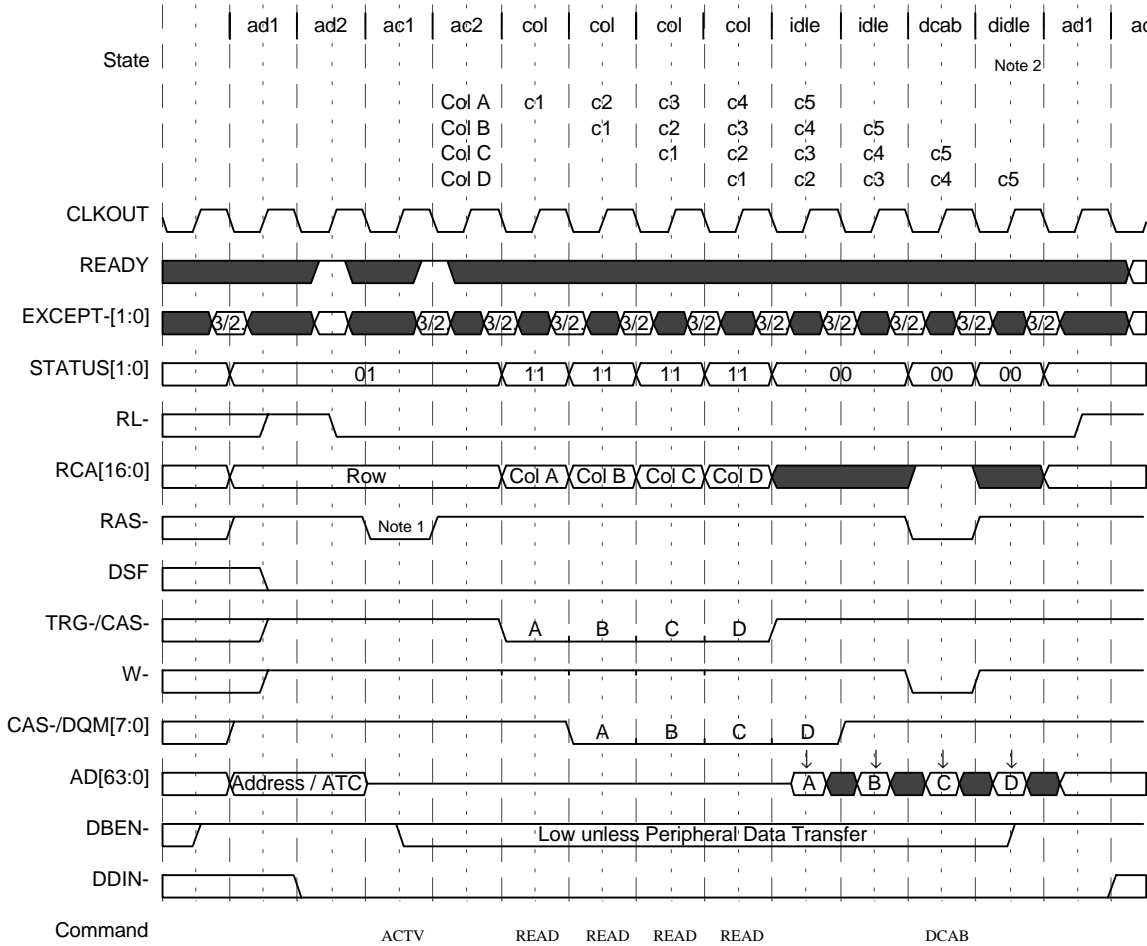 ad1 ad2 ac1 ac2 col col col col idle idle dcab didle ad1
State Note 2
Col A c1 c2 c3 c4 c5
Col B c1 c2 c3 c4 c5
Col C c1 c2 c3 c4 c5
Col D c1 c2 c3 c4 c5
CLKOUT
READY
EXCEPT-[1:0] 3/2. 3/2. 3/2. 3/2. 3/2 3/2 3/2. 3/2. 3/2. 3/2. 3/2
STATUS[1:0] 01 11 11 11 11 00 00 00
RL-
RCA[16:0] Row Col A Col B Col C Col D
RAS- Note 1
DSF
TRG-/CAS- A B C D
W-
CAS-/DQM[7:0] A B C D
AD[63:0] Address / ATC A B C D
DBEN- Low unless Peripheral Data Transfer
DDIN-
Command ACTV READ READ READ READ DCAB